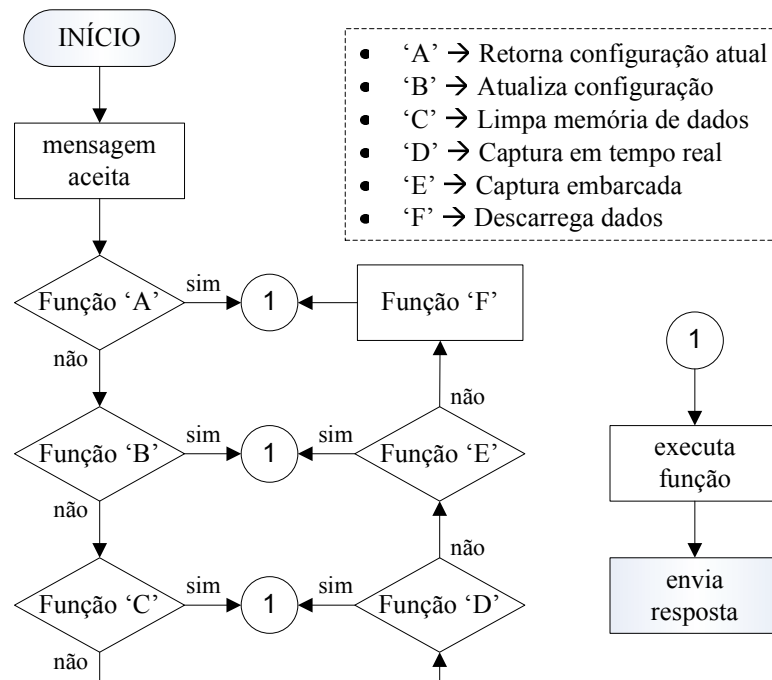 INÍCIO
• ‘A’ → Retorna configuração atual
• ‘B’ → Atualiza configuração
• ‘C’ → Limpa memória de dados
• ‘D’ → Captura em tempo real
• ‘E’ → Captura embarcada
• ‘F’ → Descarrega dados
mensagem
aceita
Função ‘A’
sim
1
Função ‘F’
não
1
não
Função ‘B’
sim
1
sim
Função ‘E’
executa
função
não
não
Função ‘C’
sim
1
sim
Função ‘D’
envia
resposta
não